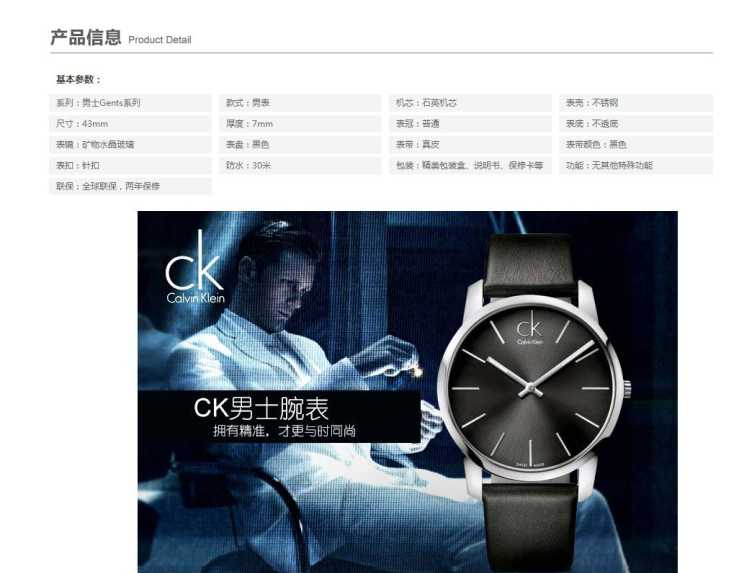 产品信息 Product Detail
基本参数：
系列：男士Gents系列 款式：男表 机芯：石英机芯 表壳：不锈钢
尺寸：43mm 厚度：7mm 表冠：普通 表底：不透底
表镜：矿物水晶玻璃 表盘：黑色 表带：真皮 表带颜色：黑色
表扣：针扣 防水：30米 包装：精美包装盒、说明书、保修卡等 功能：无其他特殊功能
联保：全球联保，两年保修
ck
Calvin Klein
CK
Calvin Klein
CK男士腕表
拥有精准，才更与时间尚
SWISS MADE